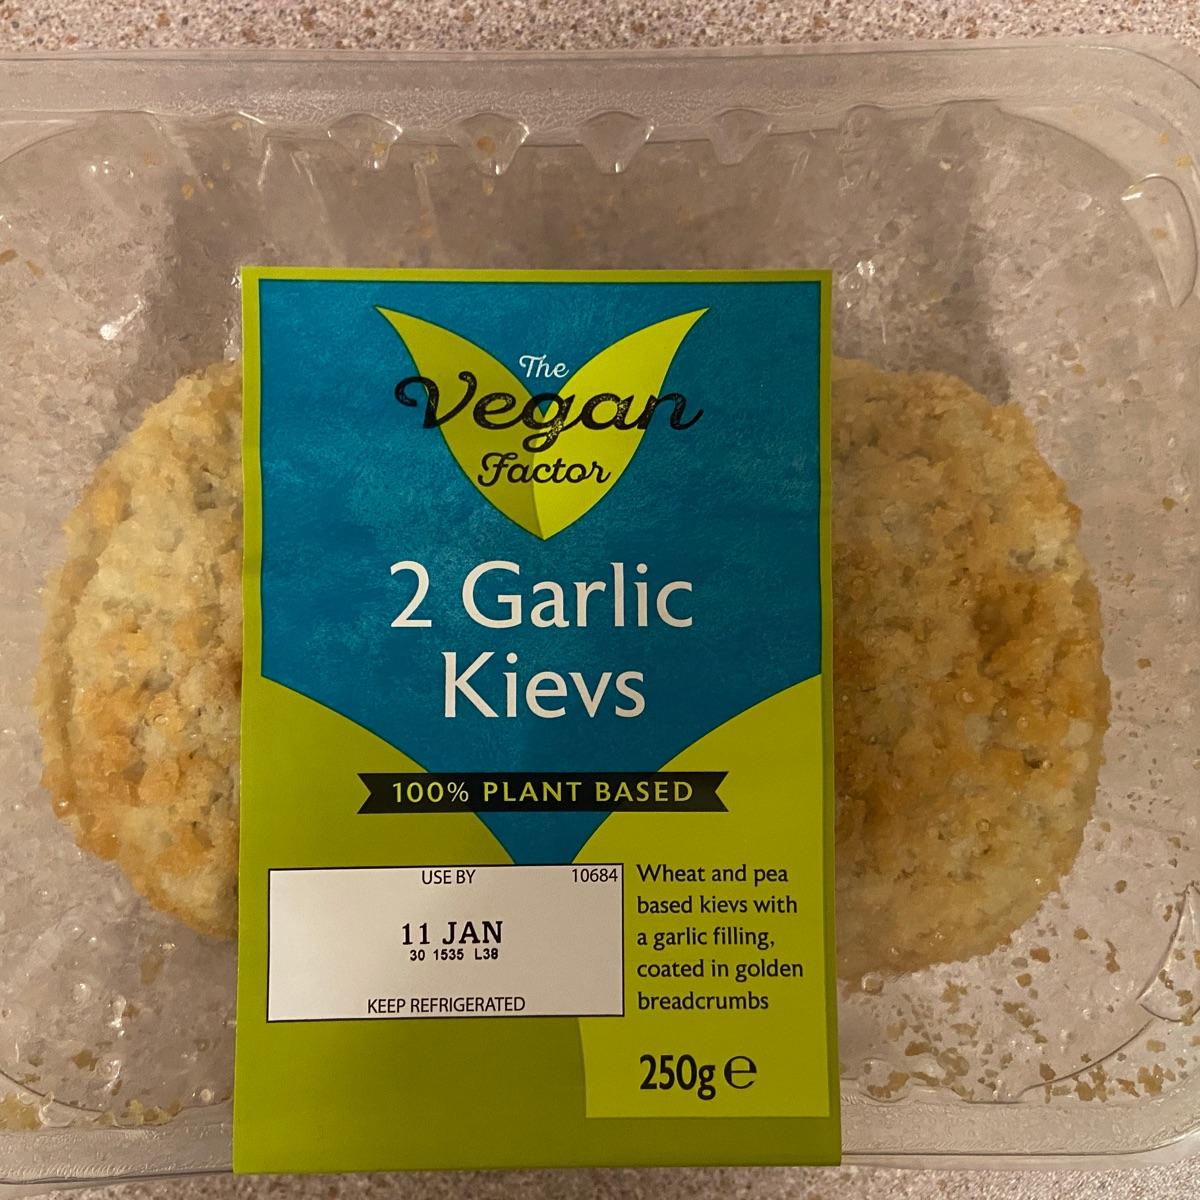 The
Vegan
Factor
2 Garlic
Kievs
100% PLANT BASED
USE BY 10684
11 JAN
30 1535 L38
KEEP REFRIGERATED
Wheat and pea
based kievs with
a garlic filling,
coated in golden
breadcrumbs
250g ℮